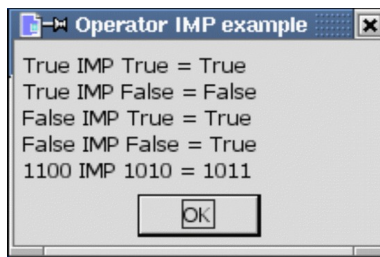 Operator IMP example
True IMP True = True
True IMP False = False
False IMP True = True
False IMP False = True
1100 IMP 1010 = 1011
OK